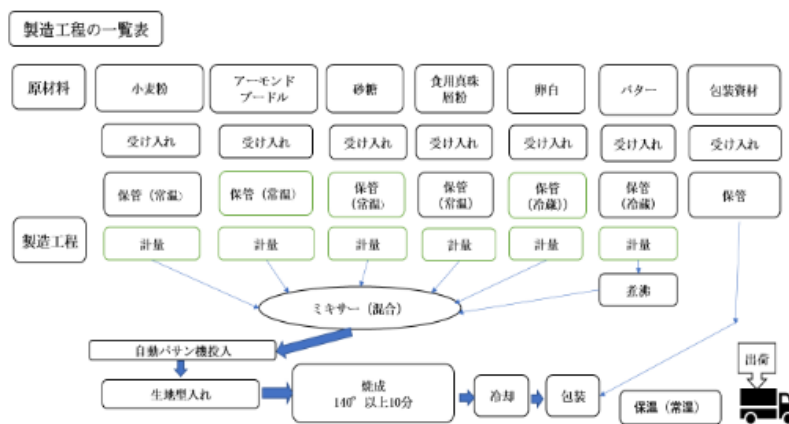 製造工程の一覧表
原材料
小麦粉
アーモンド
プードル
砂糖
食用真珠
層粉
卵白
バター
包装資材
受け入れ
受け入れ
受け入れ
受け入れ
受け入れ
受け入れ
受け入れ
保管（常温）
保管（常温）
保管
（常温）
保管
（常温）
保管
（冷蔵））
保管
（冷蔵）
保管
製造工程
計量
計量
計量
計量
計量
計量
煮沸
ミキサー（混合）
自動パサン機投入
生地型入れ
焼成
140°以上10分
冷却
包装
保温（常温）
出荷